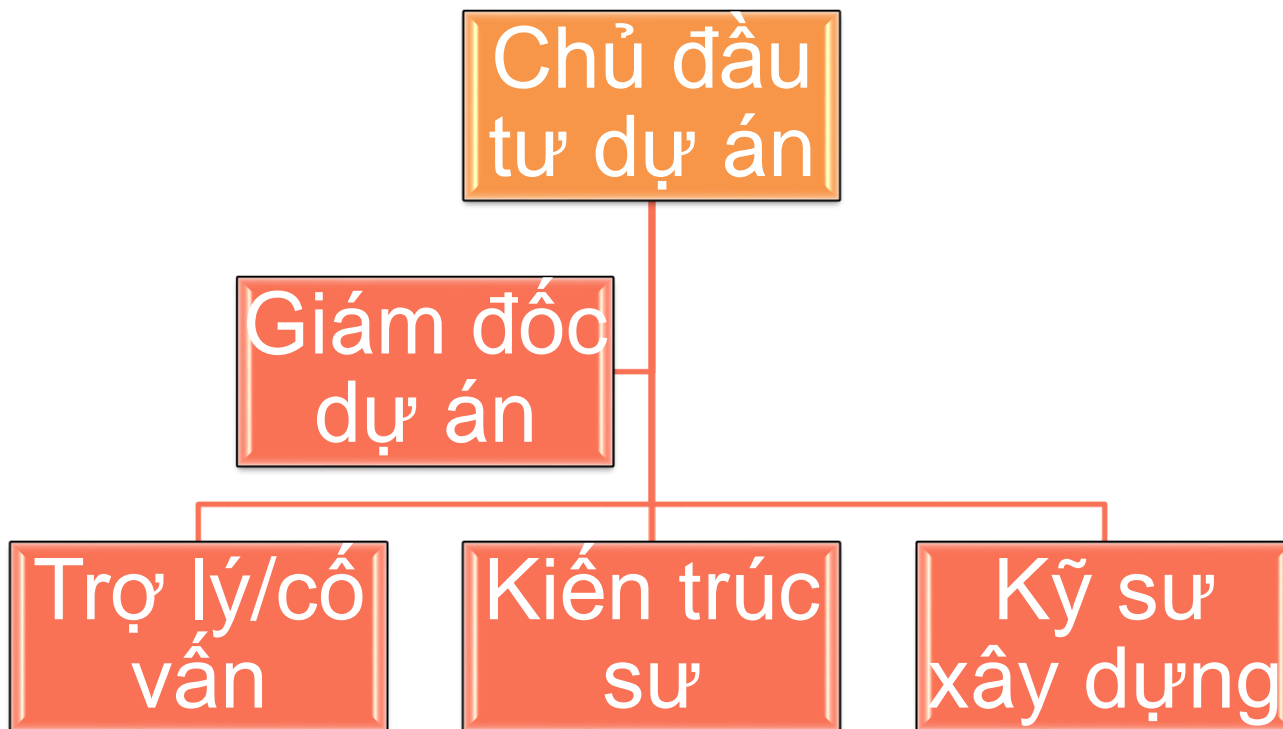 Chủ đầu
tư dự án
Giám đốc
dự án
Trợ lý/cố
vấn
Kiến trúc
sư
Kỹ sư
xây dựng